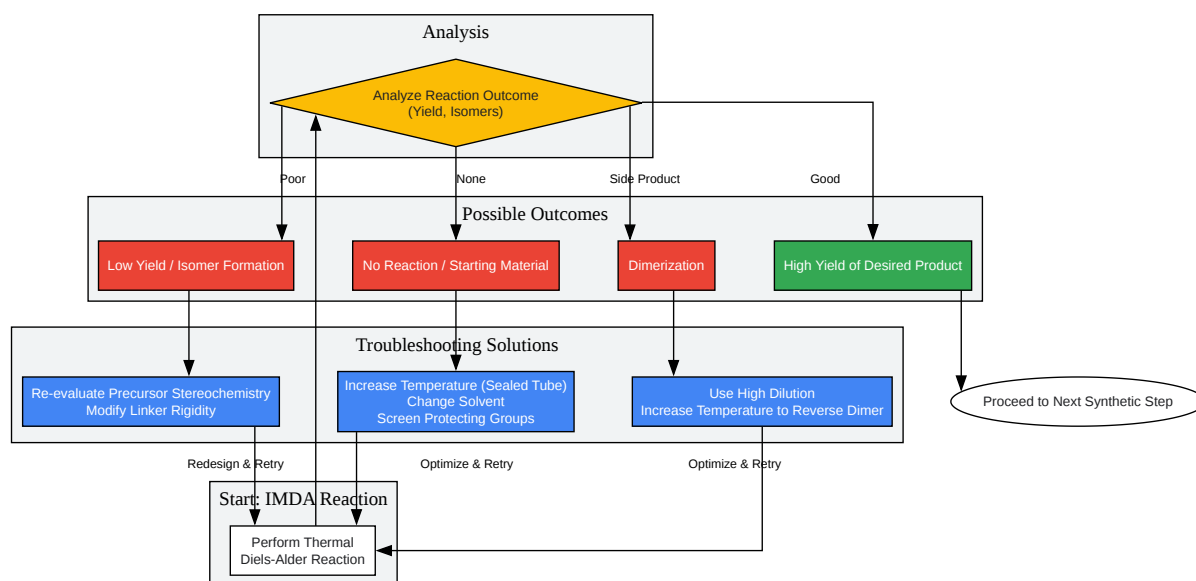 Analysis
Analyze Reaction Outcome
(Yield, Isomers)
Poor
None
Side Product
Good
Possible Outcomes
Low Yield / Isomer Formation
No Reaction / Starting Material
Dimerization
High Yield of Desired Product
Troubleshooting Solutions
Re-evaluate Precursor Stereochemistry
Modify Linker Rigidity
Increase Temperature (Sealed Tube)
Change Solvent
Screen Protecting Groups
Use High Dilution
Increase Temperature to Reverse Dimer
Proceed to Next Synthetic Step
Redesign & Retry
Optimize & Retry
Optimize & Retry
Start: IMDA Reaction
Perform Thermal
Diels-Alder Reaction